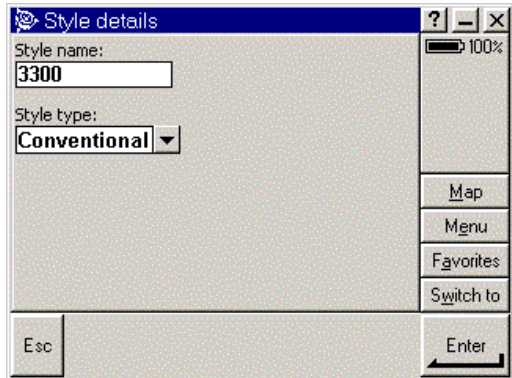 Style details
? — X
100%
Style name:
3300
Style type:
Conventional
Map
Menu
Favorites
Switch to
Esc
Enter